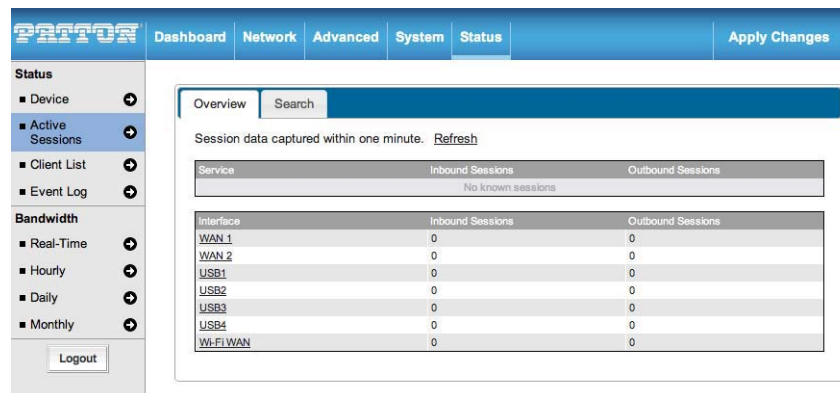 PATTON
Dashboard Network Advanced System Status Apply Changes
Status
Device
Active
Sessions
Client List
Event Log
Bandwidth
Real-Time
Hourly
Daily
Monthly
Logout
Overview Search
Session data captured within one minute. Refresh
Service Inbound Sessions Outbound Sessions
No known sessions
Interface Inbound Sessions Outbound Sessions
WAN 1 0 0
WAN 2 0 0
USB1 0 0
USB2 0 0
USB3 0 0
USB4 0 0
Wi-Fi WAN 0 0